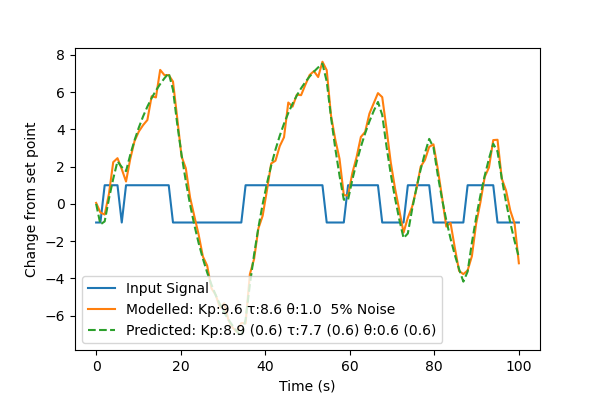 8
6
4
2
0
−2
−4
−6
Change from set point
Input Signal
Modelled: Kp:9.6 τ:8.6 θ:1.0  5% Noise
Predicted: Kp:8.9 (0.6) τ:7.7 (0.6) θ:0.6 (0.6)
0 20 40 60 80 100
Time (s)